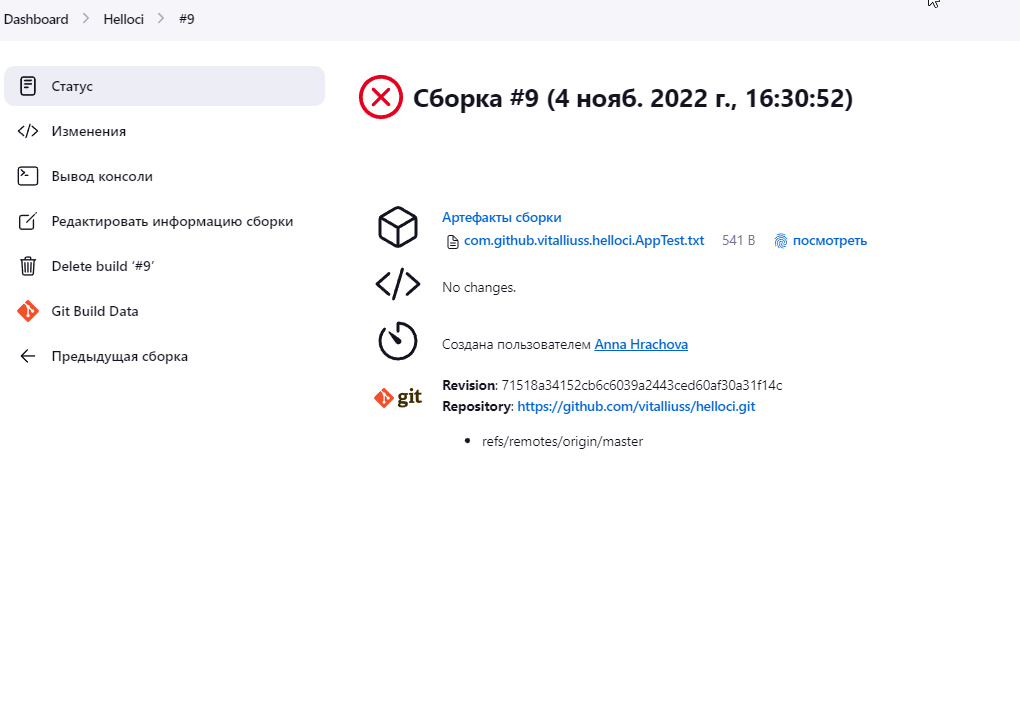 Dashboard > Helloci > #9
Статус
Изменения
Вывод консоли
Редактировать информацию сборки
Delete build ‘#9’
Git Build Data
Предыдущая сборка
Сборка #9 (4 нояб. 2022 г., 16:30:52)
Артефакты сборки
com.github.vitalliuss.helloci.AppTest.txt 541 B посмотреть
No changes.
Создана пользователем Anna Hrachova
git
Revision: 71518a34152cb6c6039a2443ced60af30a31f14c
Repository: https://github.com/vitalliuss/helloci.git
• refs/remotes/origin/master